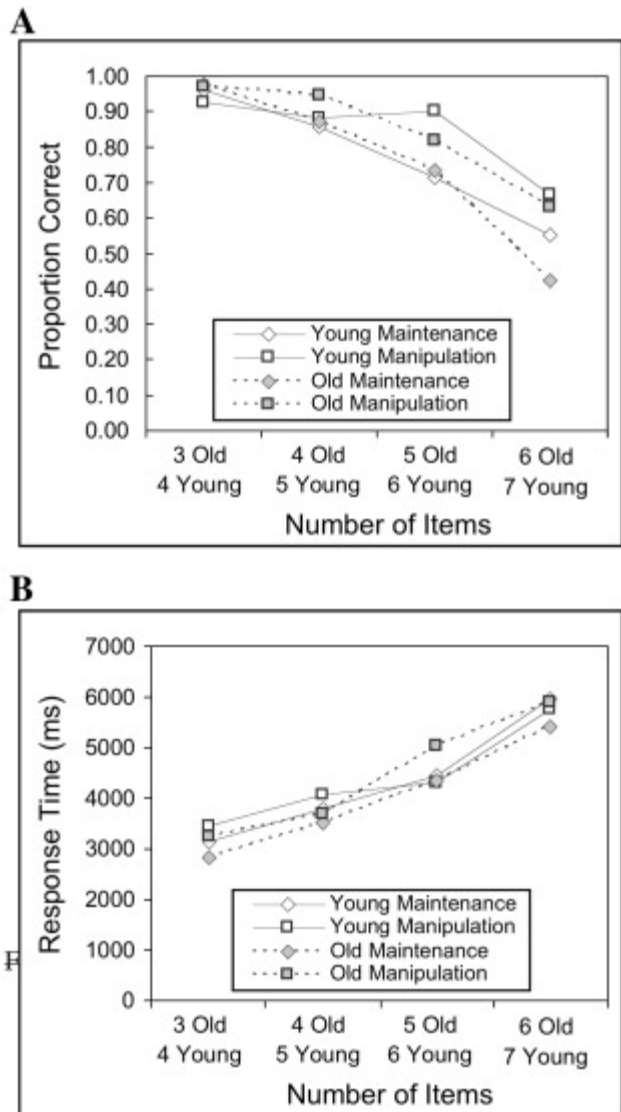 A
1.00
0.90
0.80
0.70
0.60
0.50
0.40
0.30
0.20
0.10
0.00
Proportion Correct
Young Maintenance
Young Manipulation
Old Maintenance
Old Manipulation
3 Old 4 Old 5 Old 6 Old
4 Young 5 Young 6 Young 7 Young
Number of Items
B
7000
6000
5000
4000
3000
2000
1000
0
Response Time (ms)
Young Maintenance
Young Manipulation
Old Maintenance
Old Manipulation
3 Old 4 Old 5 Old 6 Old
4 Young 5 Young 6 Young 7 Young
Number of Items